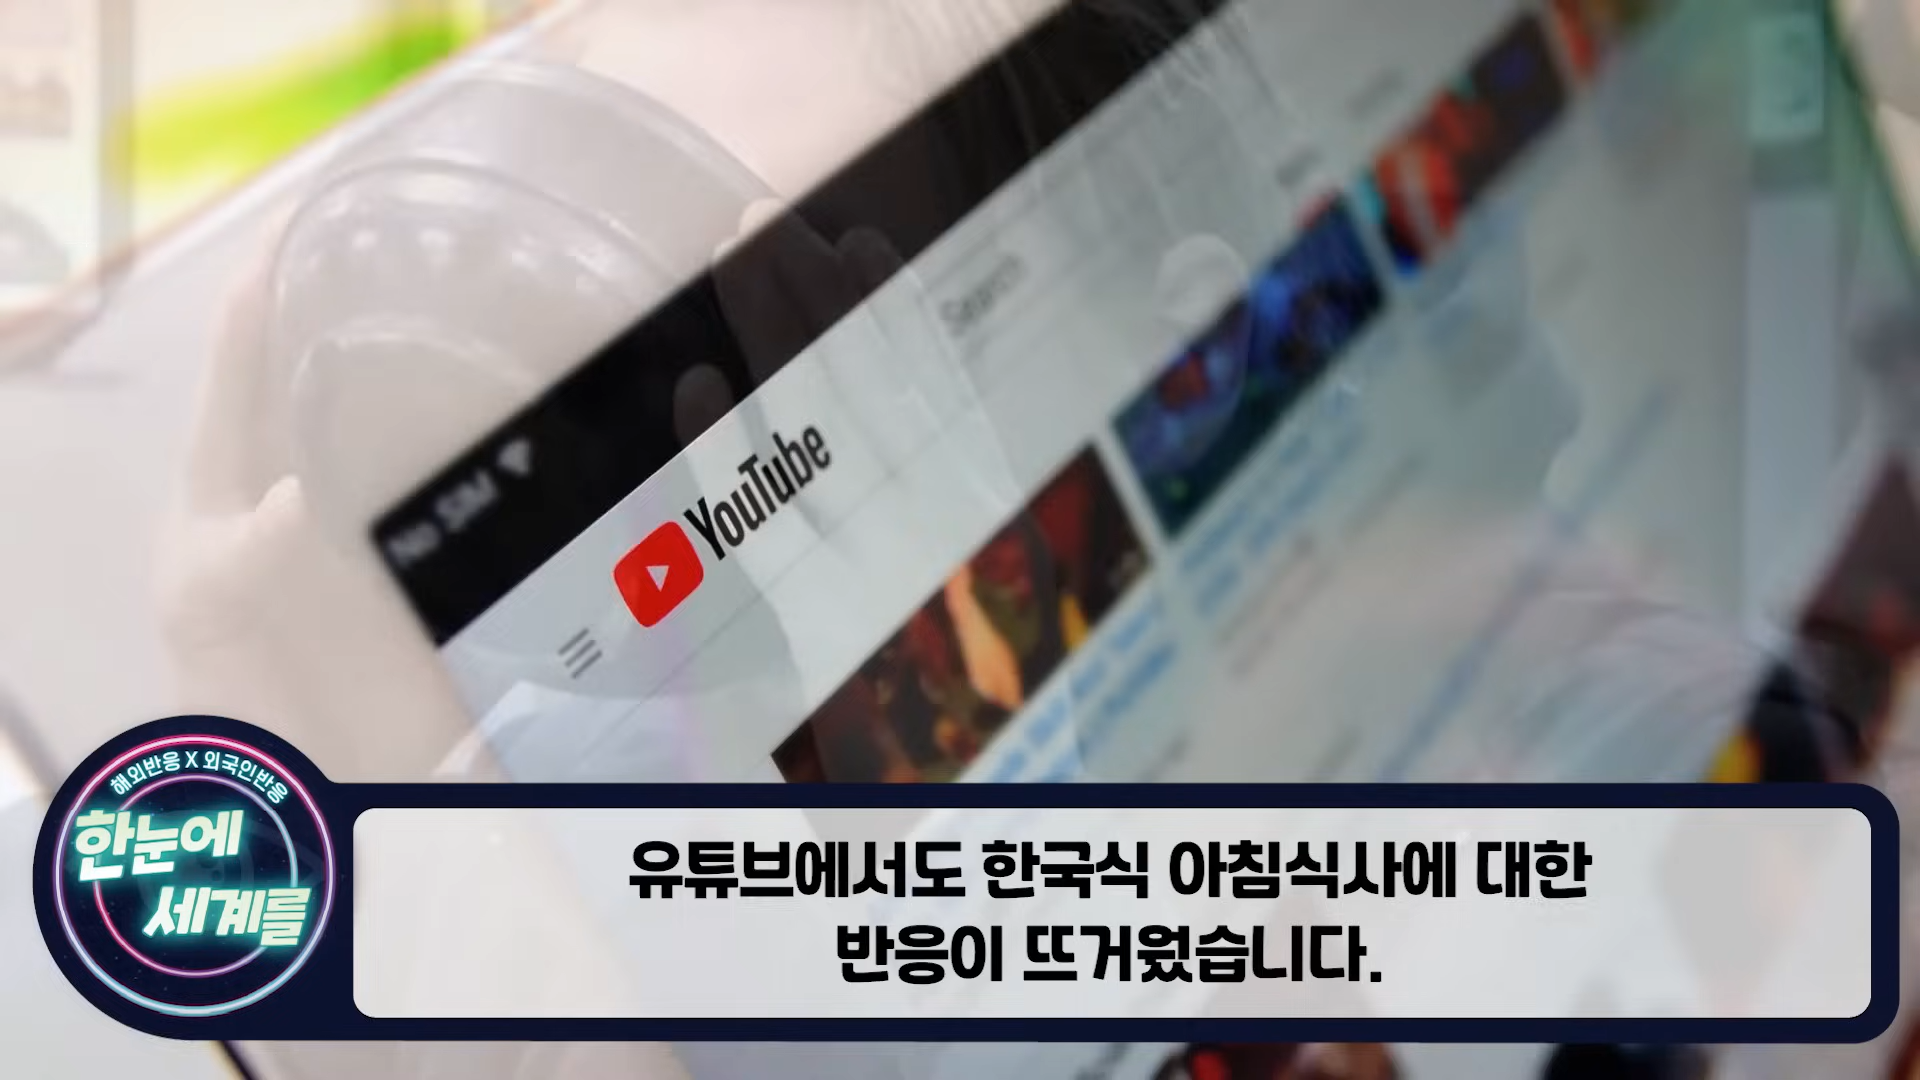 No SIM
Search
YouTube
해외반응 X 외국인반응
한눈에
세계를
유튜브에서도 한국식 아침식사에 대한
반응이 뜨거웠습니다.